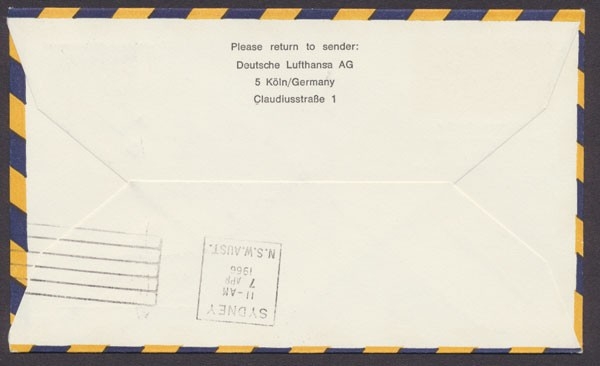 Please return to sender:
Deutsche Lufthansa AG
5 Köln/Germany
Claudiusstraße 1
SYDNEY
11-AM
7 APR
1966
N.S.W.AUST.